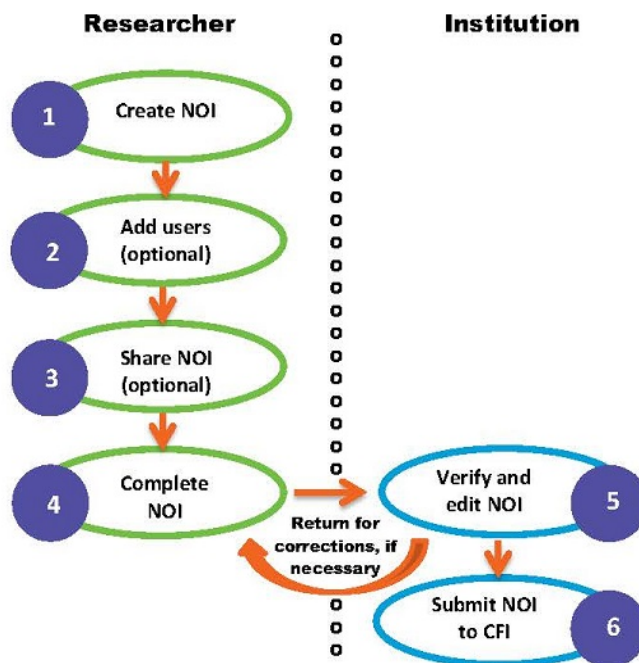 Researcher
Institution
1
Create NOI
2
Add users
(optional)
3
Share NOI
(optional)
4
Complete
NOI
Verify and
edit NOI
5
Return for
corrections, if
necessary
Submit NOI
to CFI
6